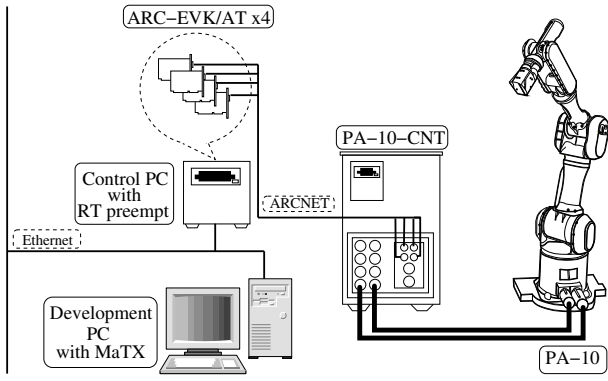 ARC−EVK/AT x4
PA−10−CNT
Control PC
with
RT preempt
ARCNET
Ethernet
Development
PC
with MaTX
PA−10